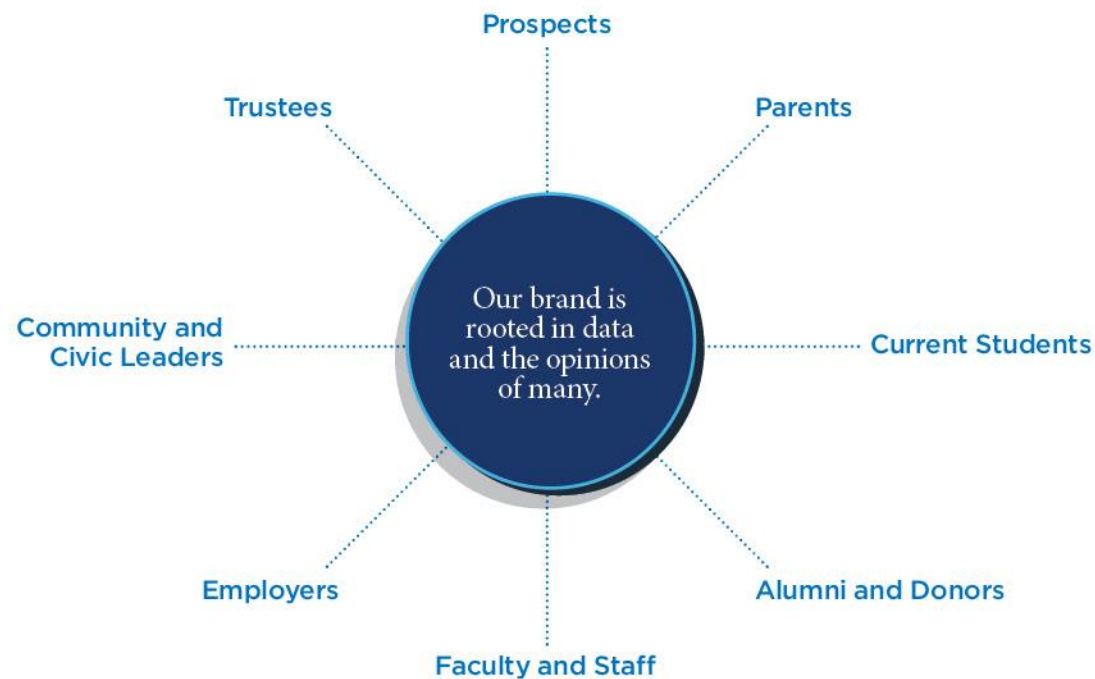 Prospects
Trustees
Parents
Our brand is
rooted in data
and the opinions
of many.
Community and
Civic Leaders
Current Students
Employers
Alumni and Donors
Faculty and Staff